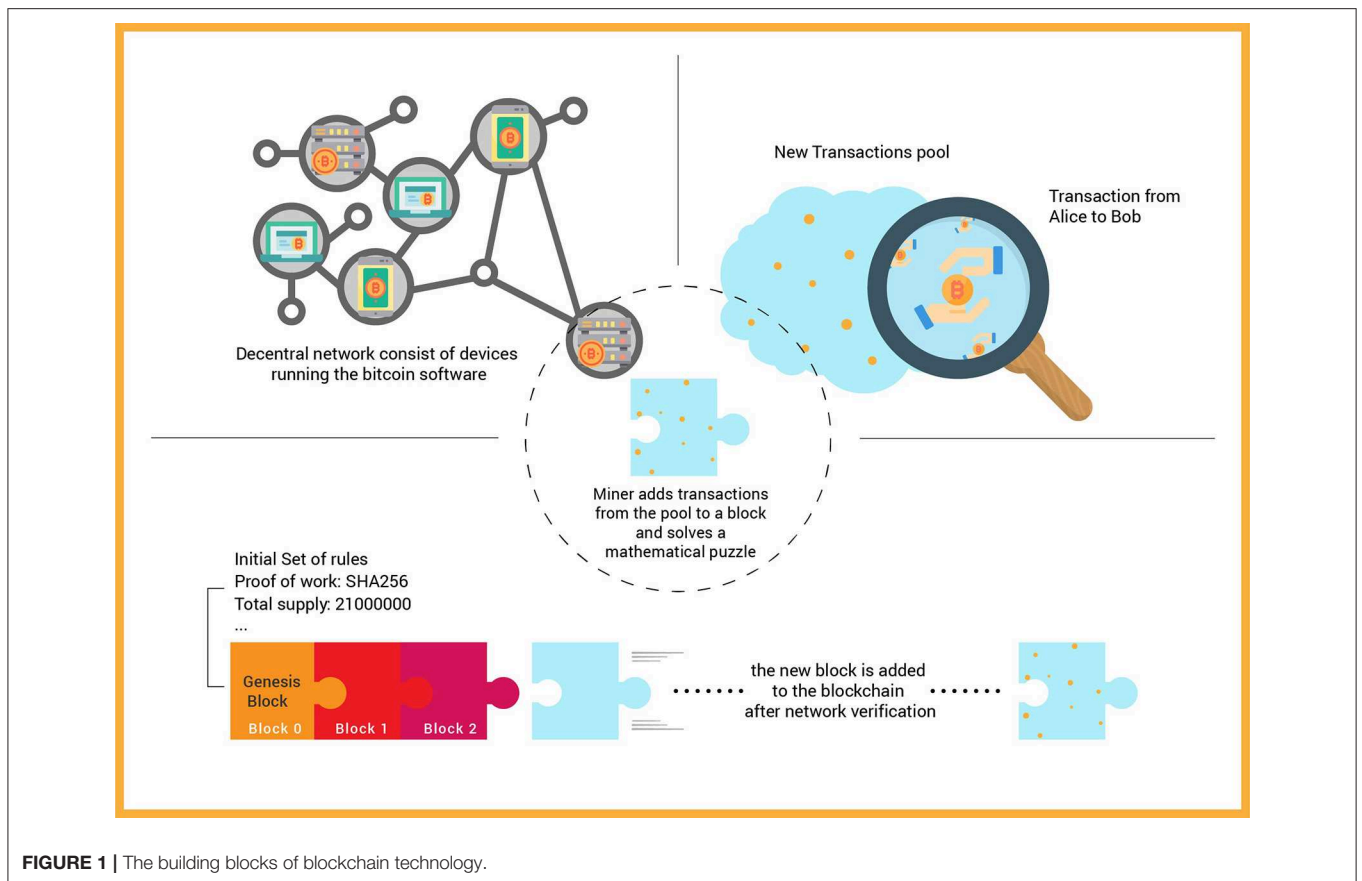 New Transactions pool
Transaction from
Alice to Bob
Decentral network consist of devices
running the bitcoin software
Miner adds transactions
from the pool to a block
and solves a
mathematical puzzle
Initial Set of rules
Proof of work: SHA256
Total supply: 21000000
...
Genesis
Block
Block 0
Block 1
Block 2
the new block is added
to the blockchain
after network verification
FIGURE 1 | The building blocks of blockchain technology.